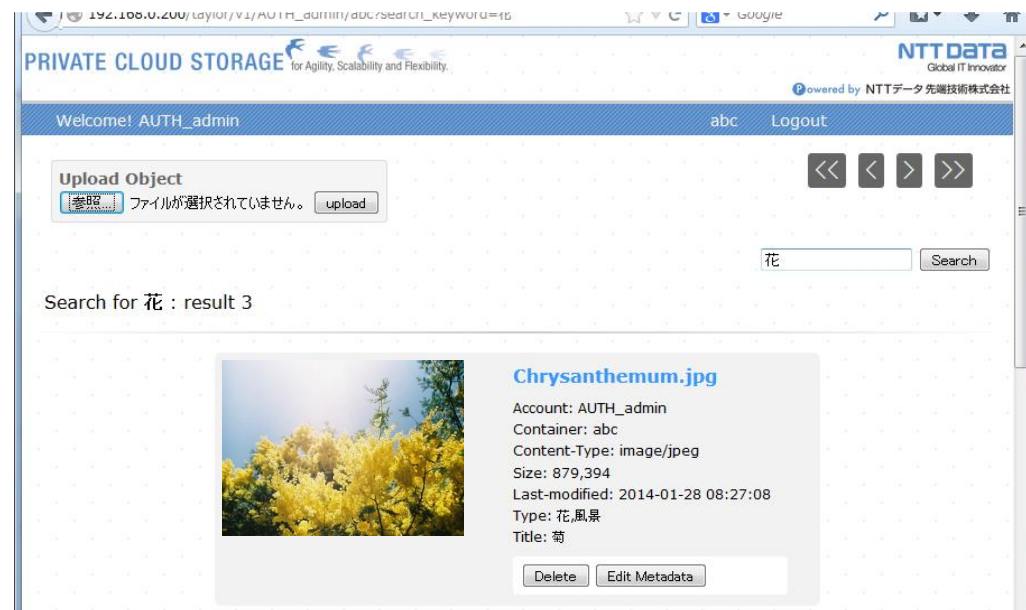 192.168.0.200/taylor/v1/AUTH_admin/abc?search_keyword=花
Google
PRIVATE CLOUD STORAGE for Agility, Scalability and Flexibility.
NTT DATA
Global IT Innovator
Powered by NTTデータ先端技術株式会社
Welcome! AUTH_admin
abc Logout
Upload Object
参照... ファイルが選択されていません。 upload
<< < > >>
花 Search
Search for 花 : result 3
Chrysanthemum.jpg
Account: AUTH_admin
Container: abc
Content-Type: image/jpeg
Size: 879,394
Last-modified: 2014-01-28 08:27:08
Type: 花,風景
Title: 菊
Delete Edit Metadata